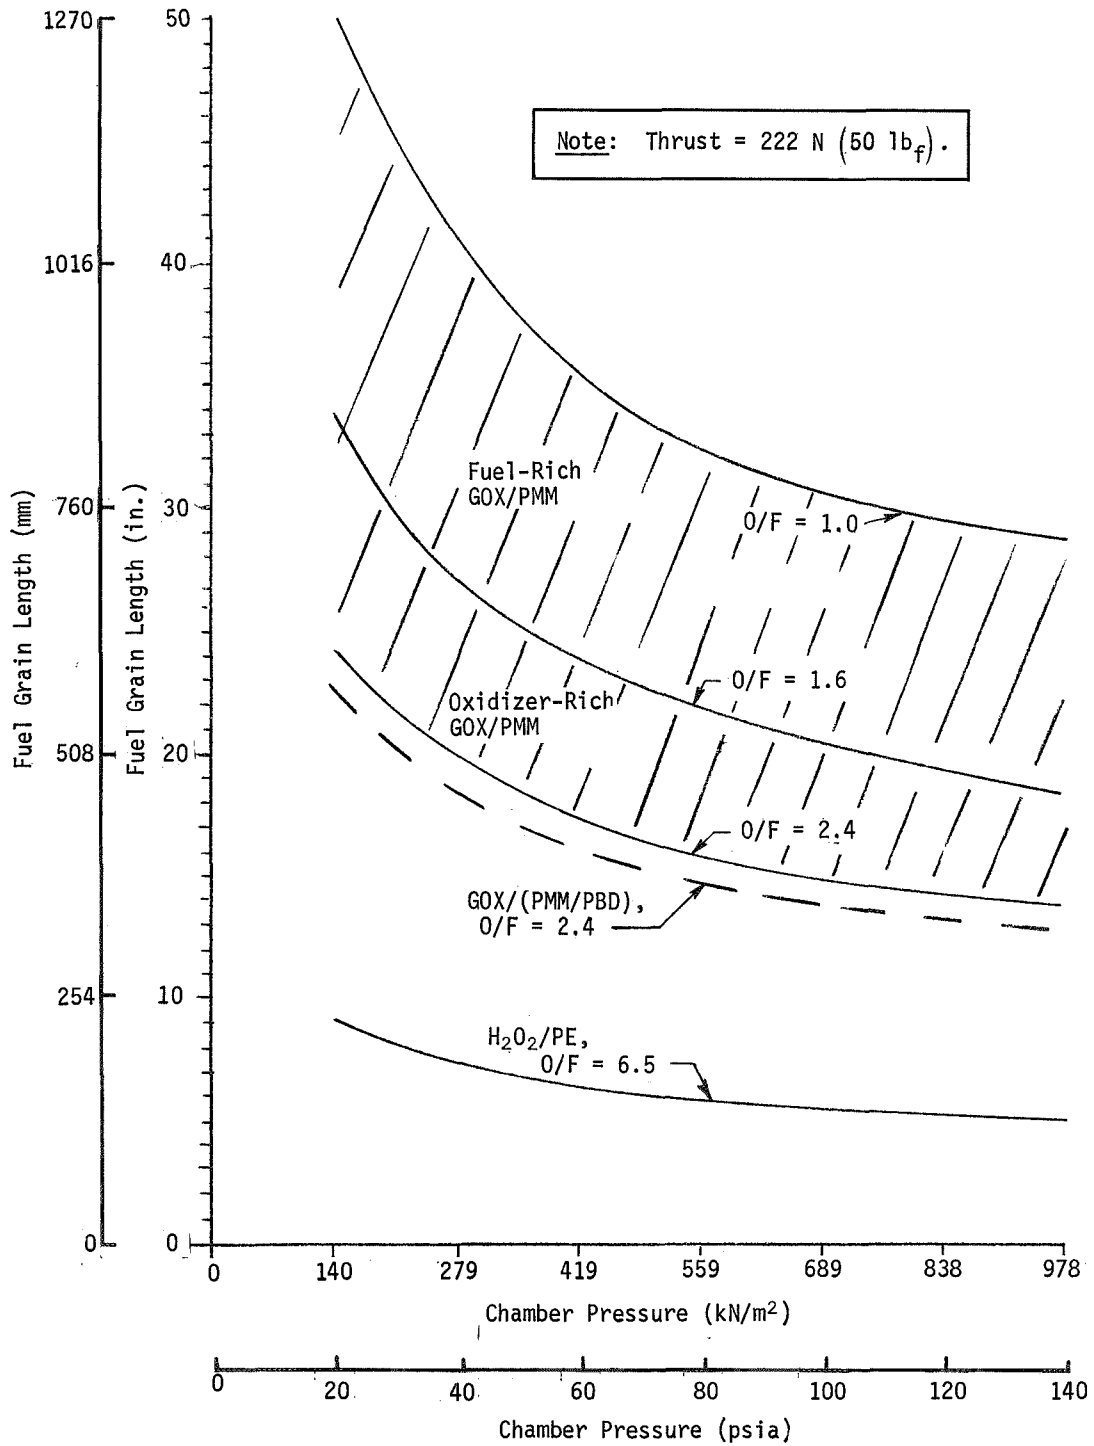 1270
1016
760
508
254
0
Fuel Grain Length (mm)
50
40
30
20
10
0
Fuel Grain Length (in.)
Note: Thrust = 222 N (50 lbf).
Fuel-Rich
GOX/PMM
O/F = 1.0
O/F = 1.6
Oxidizer-Rich
GOX/PMM
O/F = 2.4
GOX/(PMM/PBD),
O/F = 2.4
H2O2/PE,
O/F = 6.5
0 140 279 419 559 689 838 978
Chamber Pressure (kN/m²)
0 20 40 60 80 100 120 140
Chamber Pressure (psia)